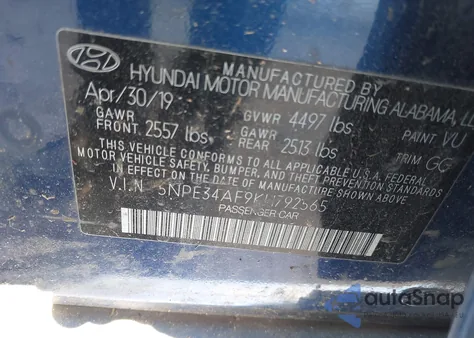 MANUFACTURED BY
HYUNDAI MOTOR MANUFACTURING ALABAMA, LL
Apr/30/19
GVWR 4497 lbs
PAINT VU
GAWR
FRONT 2557 lbs
GAWR
REAR 2513 lbs
TRIM GG
THIS VEHICLE CONFORMS TO ALL APPLICABLE U.S. FEDERAL
MOTOR VEHICLE SAFETY, BUMPER, AND THEFT PREVENTION STANDARDS
IN EFFECT ON THE DATE OF MANUFACTURE SHOWN ABOVE.
V.I.N
PASSENGER CAR
autoSnap